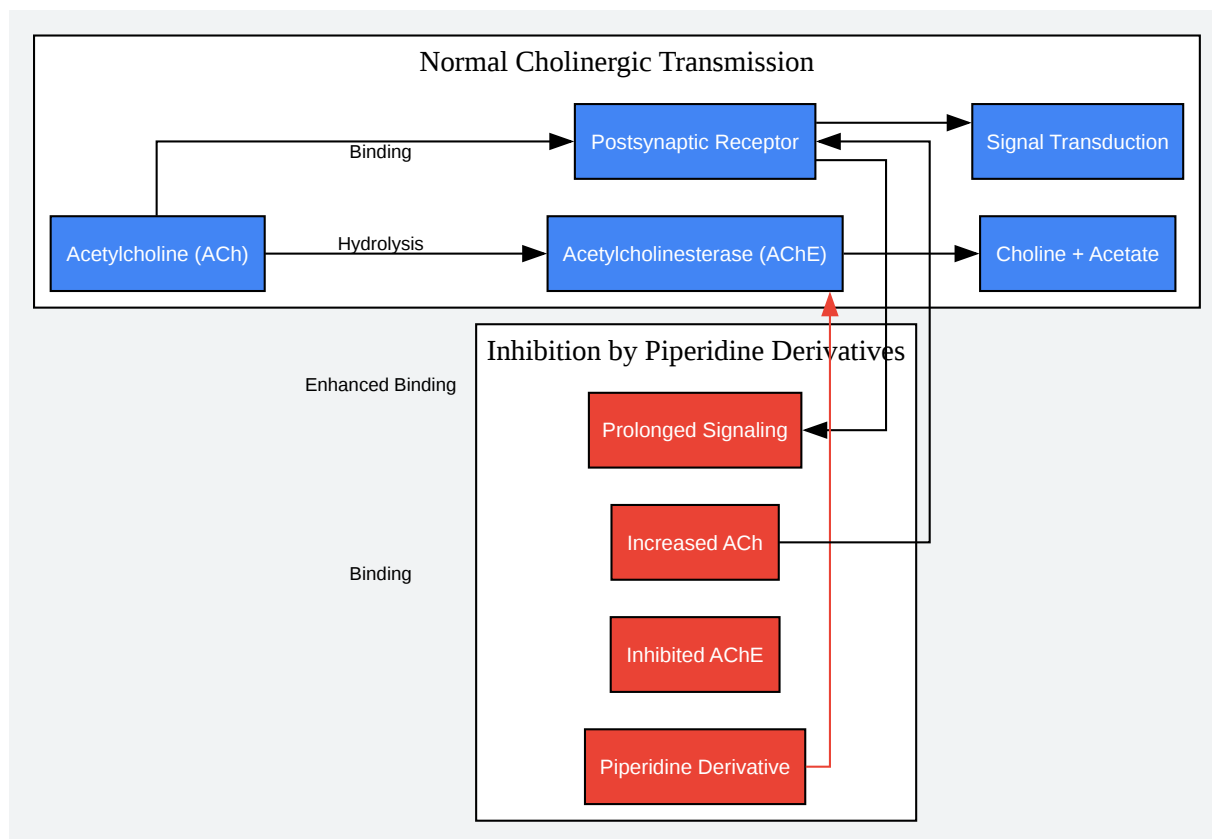 Normal Cholinergic Transmission
Postsynaptic Receptor
Signal Transduction
Binding
Acetylcholine (ACh)
Hydrolysis
Acetylcholinesterase (AChE)
Choline + Acetate
Inhibition by Piperidine Derivatives
Enhanced Binding
Prolonged Signaling
Increased ACh
Binding
Inhibited AChE
Piperidine Derivative